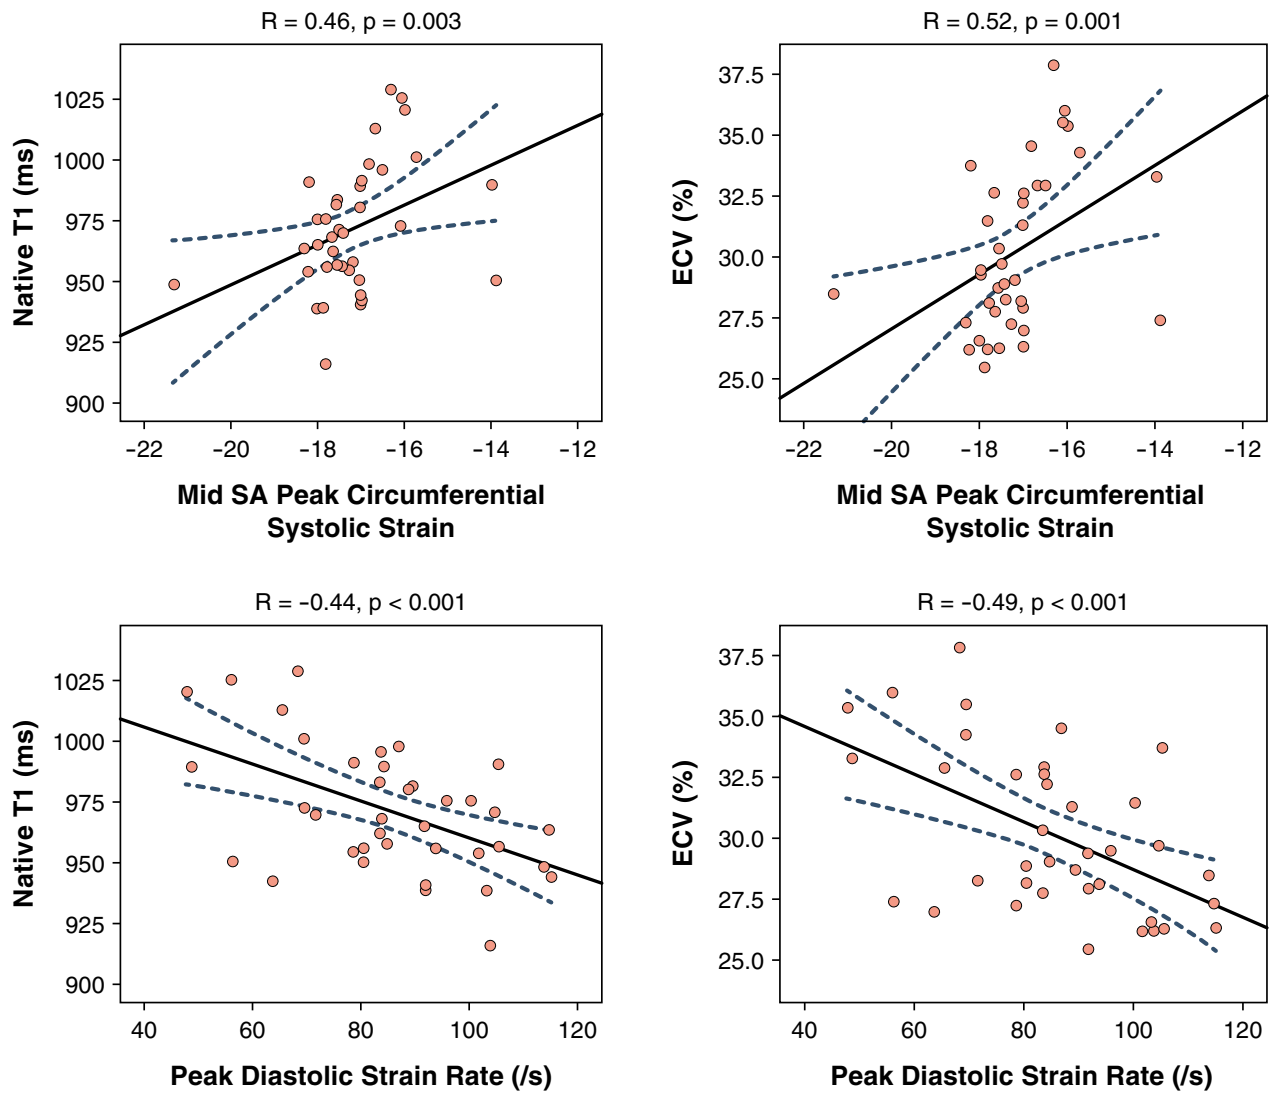 R = 0.46, p = 0.003
Native T1 (ms)
1025
1000
975
950
925
900
−22 −20 −18 −16 −14 −12
Mid SA Peak Circumferential
Systolic Strain
R = 0.52, p = 0.001
ECV (%)
37.5
35.0
32.5
30.0
27.5
25.0
−22 −20 −18 −16 −14 −12
Mid SA Peak Circumferential
Systolic Strain
R = −0.44, p < 0.001
Native T1 (ms)
1025
1000
975
950
925
900
40 60 80 100 120
Peak Diastolic Strain Rate (/s)
R = −0.49, p < 0.001
ECV (%)
37.5
35.0
32.5
30.0
27.5
25.0
40 60 80 100 120
Peak Diastolic Strain Rate (/s)